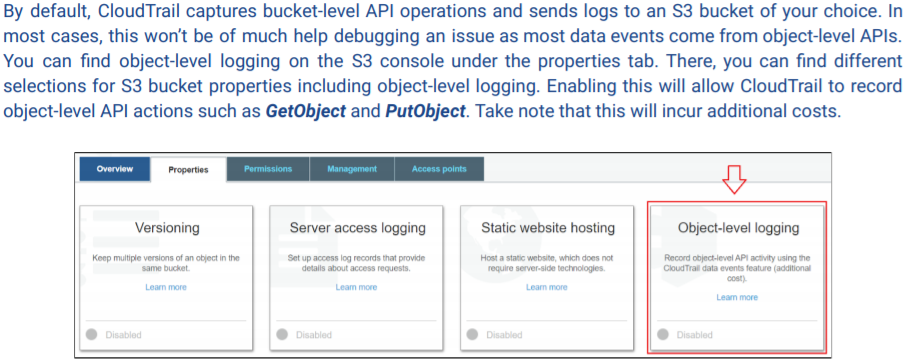 By default, CloudTrail captures bucket-level API operations and sends logs to an S3 bucket of your choice. In
most cases, this won't be of much help debugging an issue as most data events come from object-level APIs.
You can find object-level logging on the S3 console under the properties tab. There, you can find different
selections for S3 bucket properties including object-level logging. Enabling this will allow CloudTrail to record
object-level API actions such as GetObject and PutObject. Take note that this will incur additional costs.
Overview Properties Permissions Management Access points
Versioning
Keep multiple versions of an object in the
same bucket.
Learn more
Disabled
Server access logging
Set up access log records that provide
details about access requests.
Learn more
Disabled
Static website hosting
Host a static website, which does not
require server-side technologies.
Learn more
Disabled
Object-level logging
Record object-level API activity using the
CloudTrail data events feature (additional
cost).
Learn more
Disabled